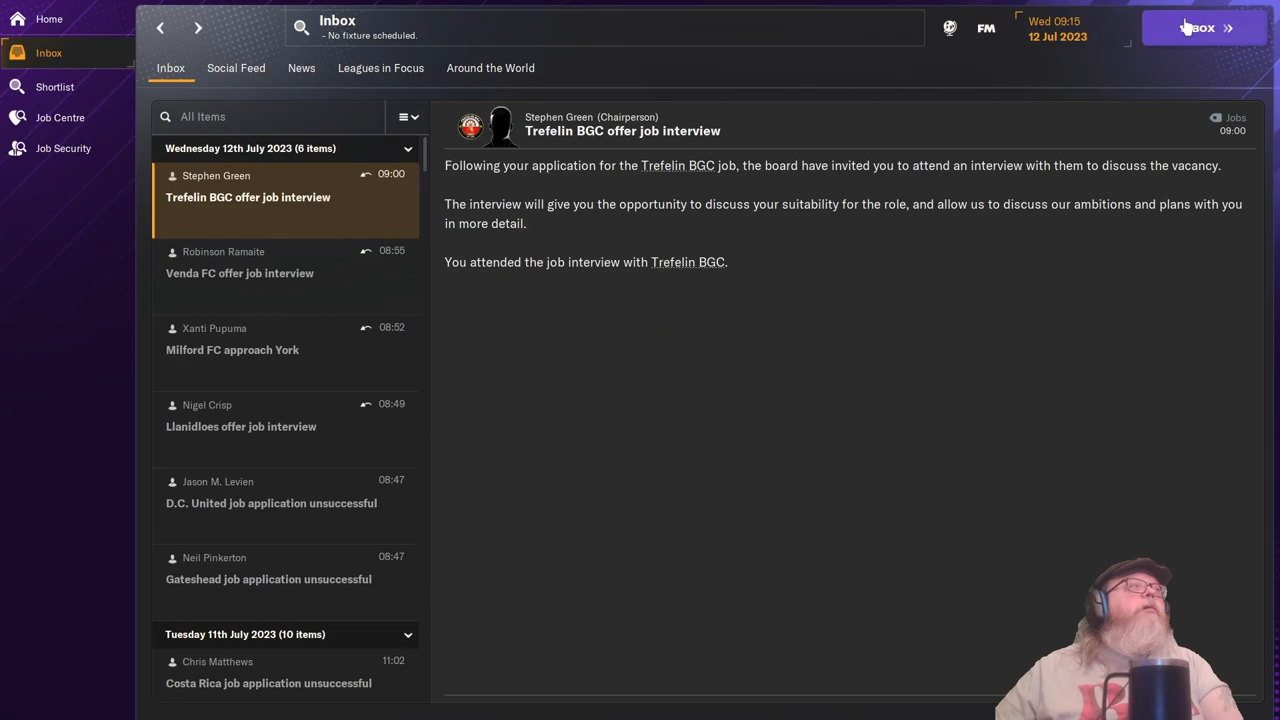 Home
Inbox
Shortlist
Job Centre
Job Security
Inbox
- No fixture scheduled.
FM
Wed 09:15
12 Jul 2023
Inbox
Social Feed
News
Leagues in Focus
Around the World
All Items
Wednesday 12th July 2023 (6 items)
Stephen Green
09:00
Trefelin BGC offer job interview
Robinson Ramaite
08:55
Venda FC offer job interview
Xanti Pupuma
08:52
Milford FC approach York
Nigel Crisp
08:49
Llanidloes offer job interview
Jason M. Levien
08:47
D.C. United job application unsuccessful
Neil Pinkerton
08:47
Gateshead job application unsuccessful
Tuesday 11th July 2023 (10 items)
Chris Matthews
11:02
Costa Rica job application unsuccessful
Stephen Green (Chairperson)
Trefelin BGC offer job interview
Jobs
09:00
Following your application for the Trefelin BGC job, the board have invited you to attend an interview with them to discuss the vacancy.
The interview will give you the opportunity to discuss your suitability for the role, and allow us to discuss our ambitions and plans with you
in more detail.
You attended the job interview with Trefelin BGC.